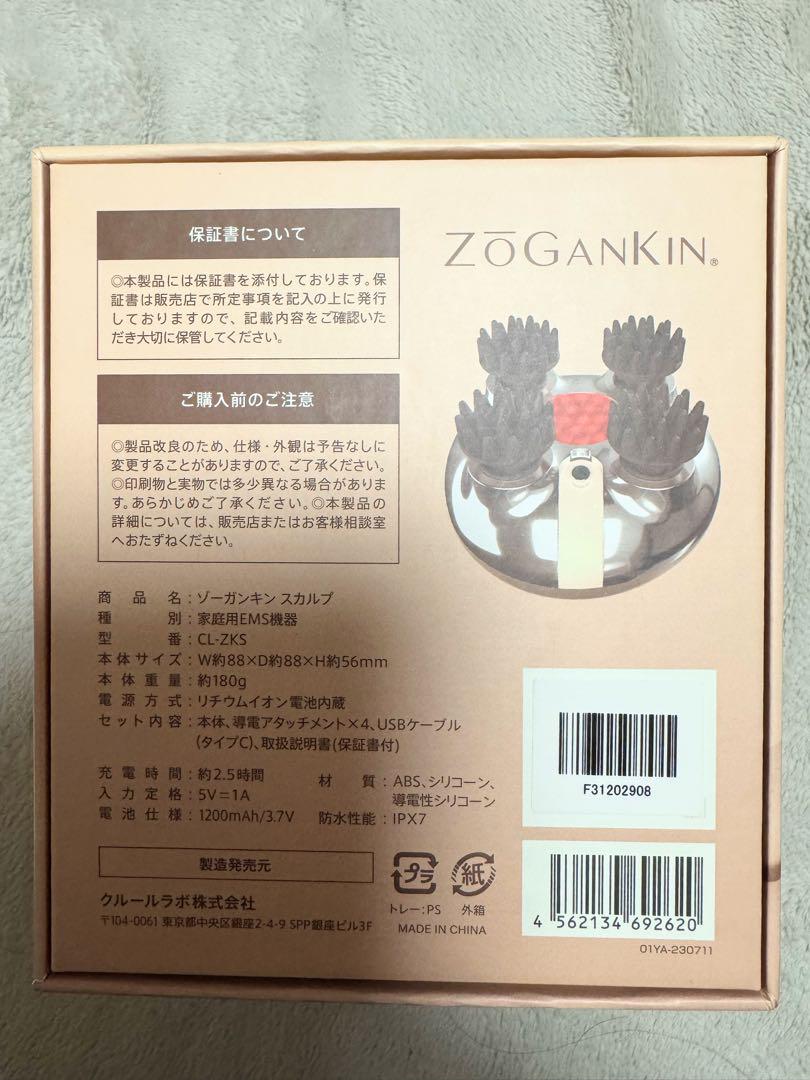 保証書について
◎本製品には保証書を添付しております。保
証書は販売店で所定事項を記入の上に発行
しておりますので、記載内容をご確認いた
だき大切に保管してください。
ご購入前のご注意
◎製品改良のため、仕様・外観は予告なしに
変更することがありますので、ご了承ください。
◎印刷物と実物では多少異なる場合がありま
す。あらかじめご了承ください。◎本製品の
詳細については、販売店またはお客様相談室
へおたずねください。
ZŌGANKIN®
商品名:ゾーガンキン スカルプ
種別:家庭用EMS機器
型番:CL-ZKS
本体サイズ:W約88×D約88×H約56mm
本体重量:約180g
電源方式:リチウムイオン電池内蔵
セット内容:本体、導電アタッチメント×4、USBケーブル
(タイプC)、取扱説明書(保証書付)
充電時間:約2.5時間
入力定格:5V=1A
電池仕様:1200mAh/3.7V
材質:ABS、シリコーン、
導電性シリコーン
防水性能:IPX7
製造発売元
クルールラボ株式会社
〒104-0061 東京都中央区銀座2-4-9 SPP銀座ビル3F
プラ
トレー:PS
紙
外箱
MADE IN CHINA
F31202908
4 562134 692620
01YA-230711